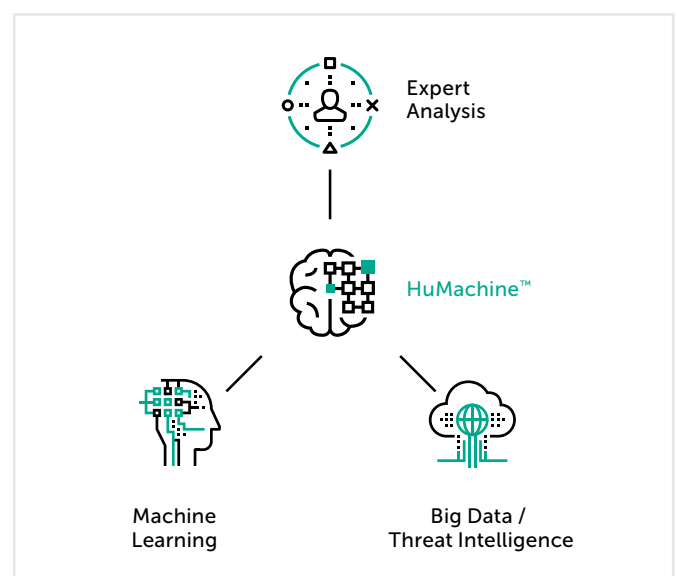 Expert
Analysis
HuMachine™
Machine
Learning
Big Data /
Threat Intelligence